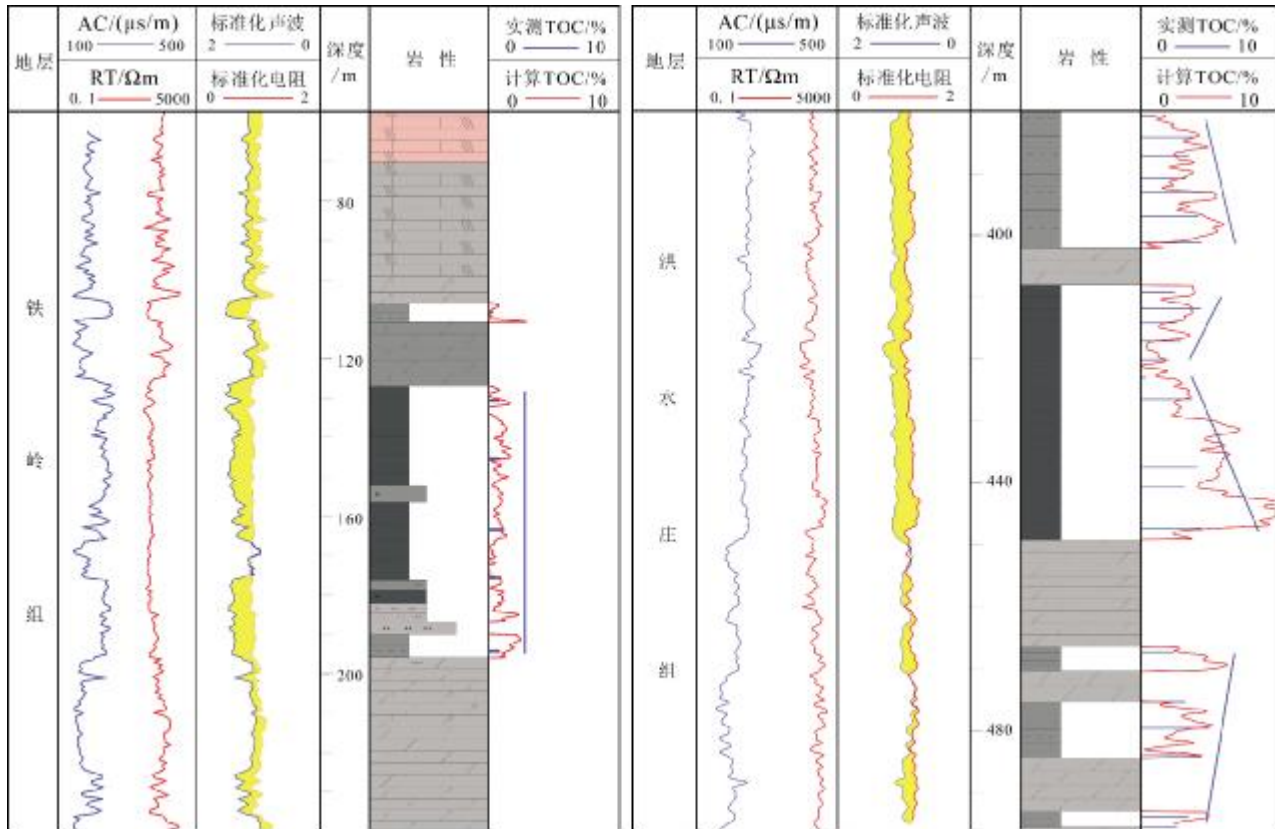 地层
AC/(μs/m)
100 500
RT/Ωm
0.1 5000
标准化声波
2 0
标准化电阻
0 2
深度
/m
岩 性
实测TOC/%
0 10
计算TOC/%
0 10
铁
岭
组
80
120
160
200
地层
AC/(μs/m)
100 500
RT/Ωm
0.1 5000
标准化声波
2 0
标准化电阻
0 2
深度
/m
岩 性
实测TOC/%
0 10
计算TOC/%
0 10
洪
水
庄
组
400
440
480